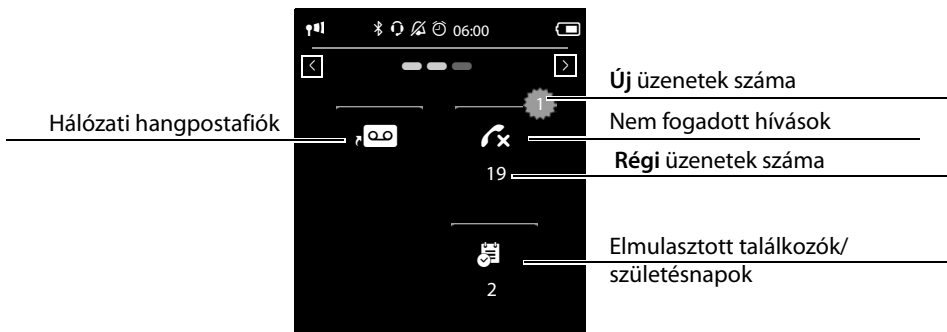 06:00
Új üzenetek száma
1
Hálózati hangpostafiók
Nem fogadott hívások
19
Régi üzenetek száma
Elmulasztott találkozók/
születésnapok
2